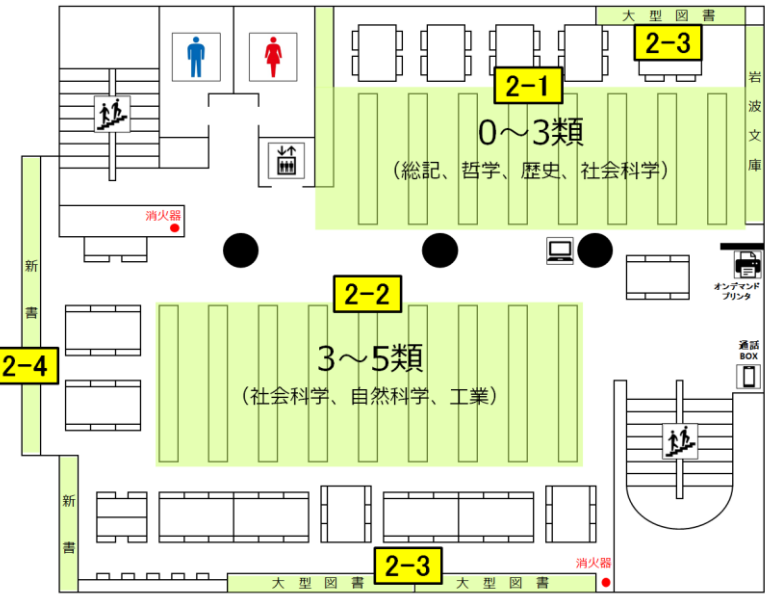 大型図書
2-3
2-1
岩波文庫
0～3類
（総記、哲学、歴史、社会科学）
消火器
新書
2-2
オンデマンド
プリンタ
3～5類
（社会科学、自然科学、工業）
通話
BOX
2-4
新書
2-3
大型図書
大型図書
消火器